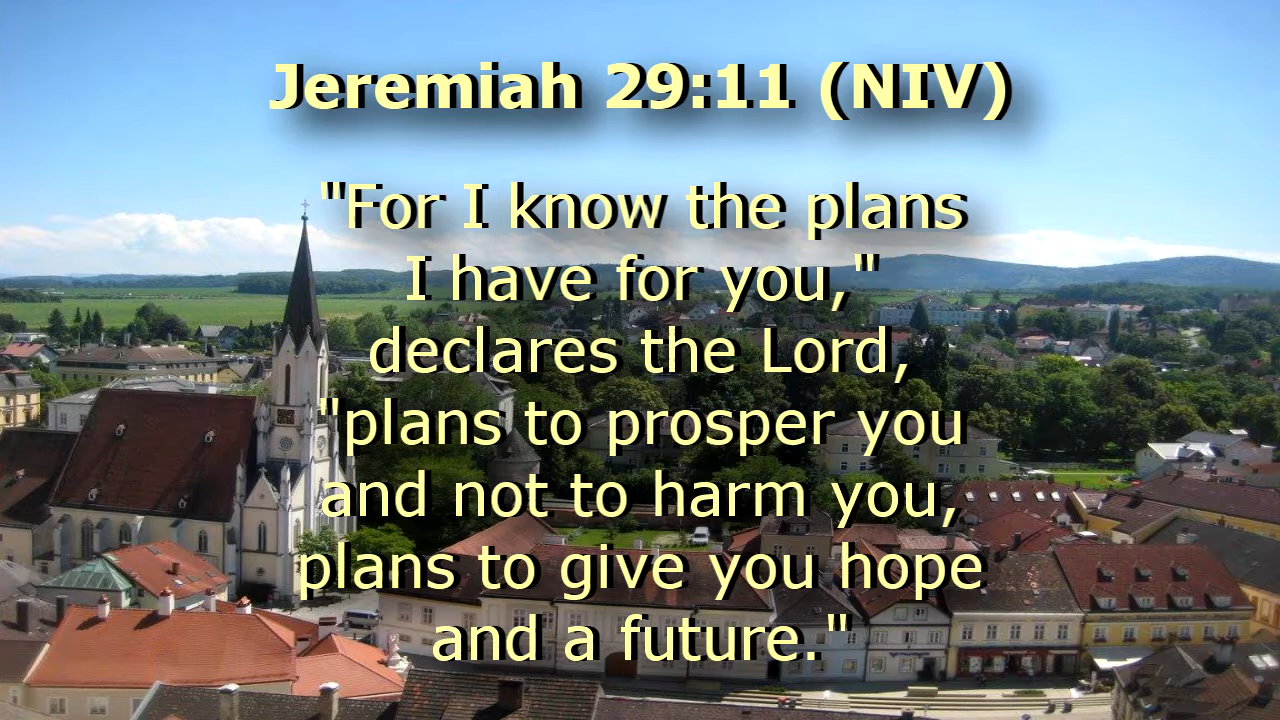 Jeremiah 29:11 (NIV)
"For I know the plans
I have for you,"
declares the Lord,
"plans to prosper you
and not to harm you,
plans to give you hope
and a future."